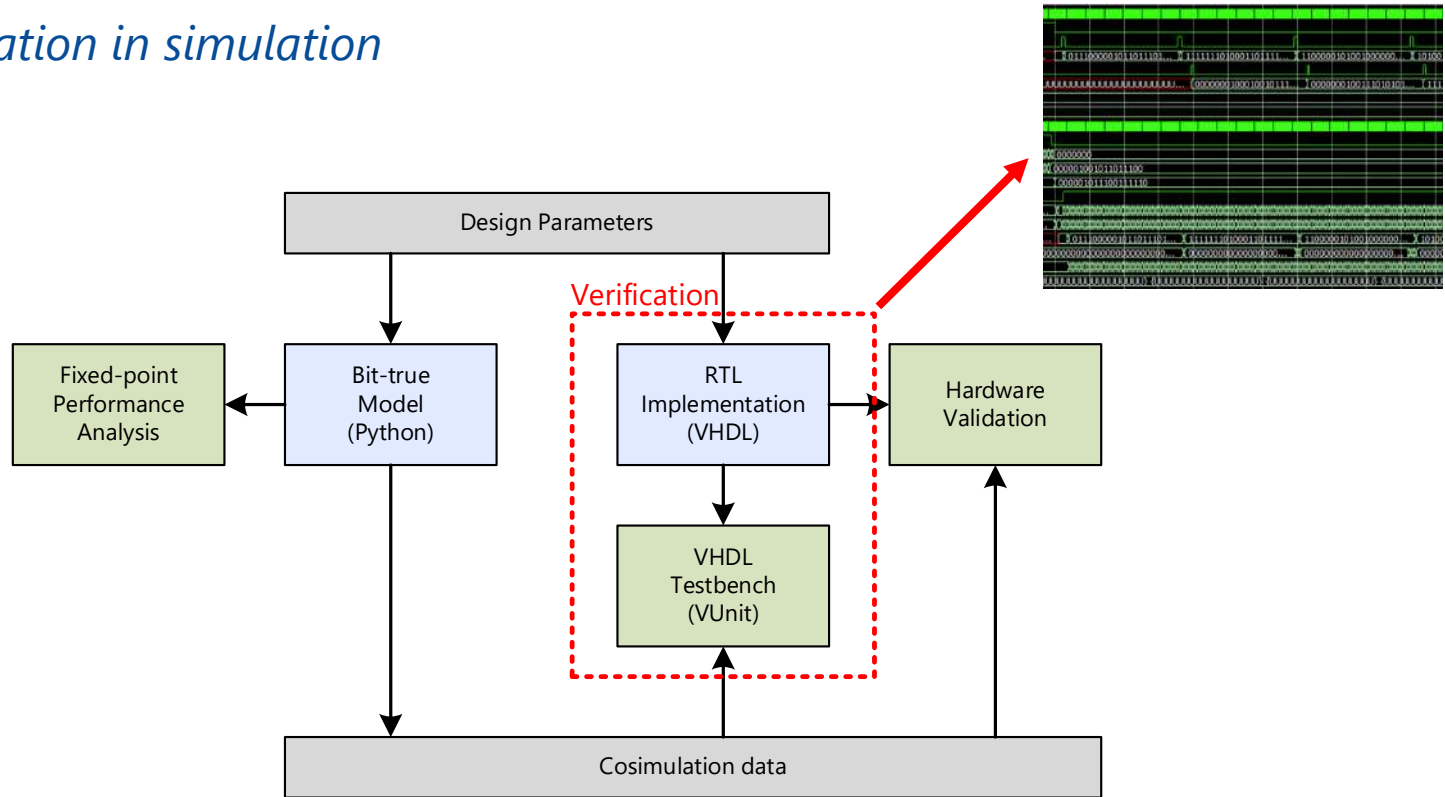 ation in simulation
Design Parameters
Verification
Fixed-point
Performance
Analysis
Bit-true
Model
(Python)
RTL
Implementation
(VHDL)
Hardware
Validation
VHDL
Testbench
(VUnit)
Cosimulation data